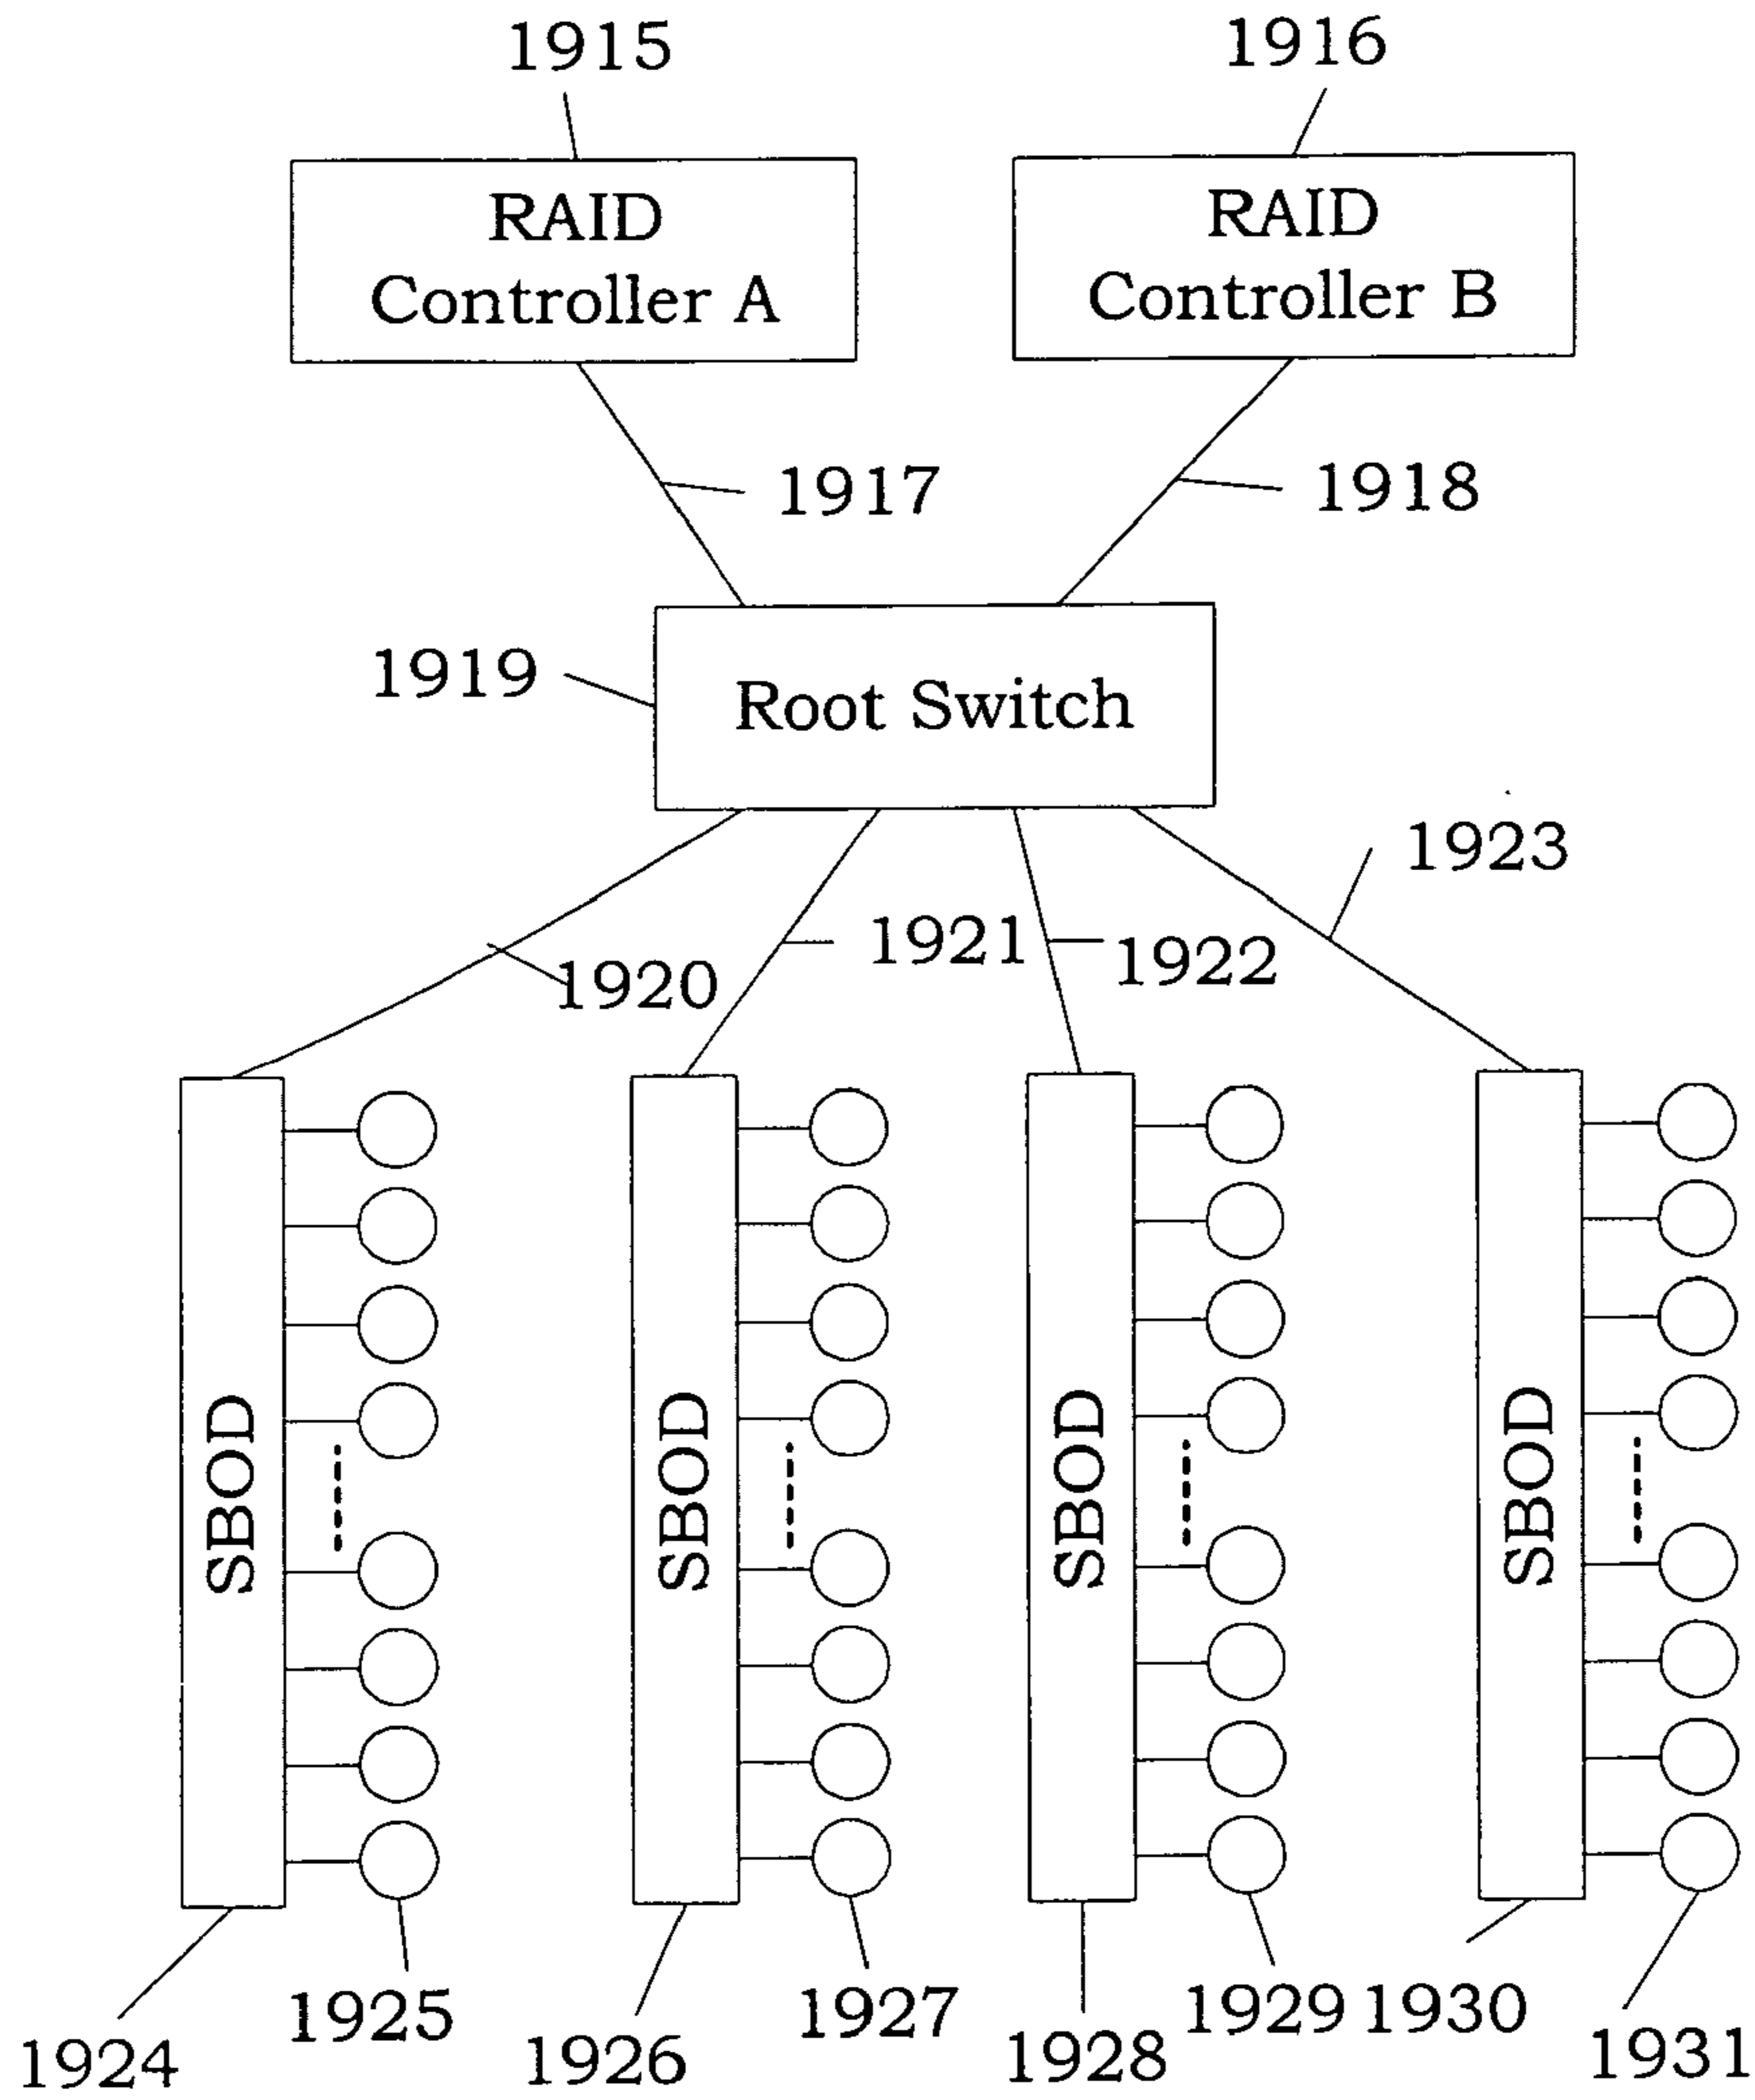 1915
1916
RAID
Controller A
RAID
Controller B
1917
1918
1919
Root Switch
1923
1921
1922
1920
SBOD
SBOD
SBOD
SBOD
1925
1927
1929
1930
1924
1926
1928
1931